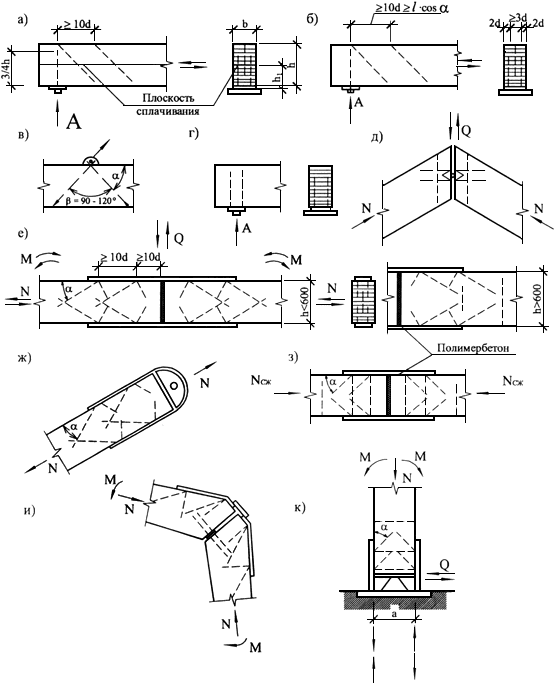 а)
≥10d
b
3/4h
h
h₁
Плоскость
сплачивания
A
б)
≥10d ≥ l ·cos α
2d
≥3d
2d
A
в)
α
β = 90 - 120°
г)
A
д)
Q
N
N
е)
M
N
≥ 10d
≥10d
Q
M
N
α
h<600
h>600
Полимербетон
ж)
N
α
N
з)
Nсж
α
Nсж
и)
M
N
N
M
к)
M
N
M
α
Q
a